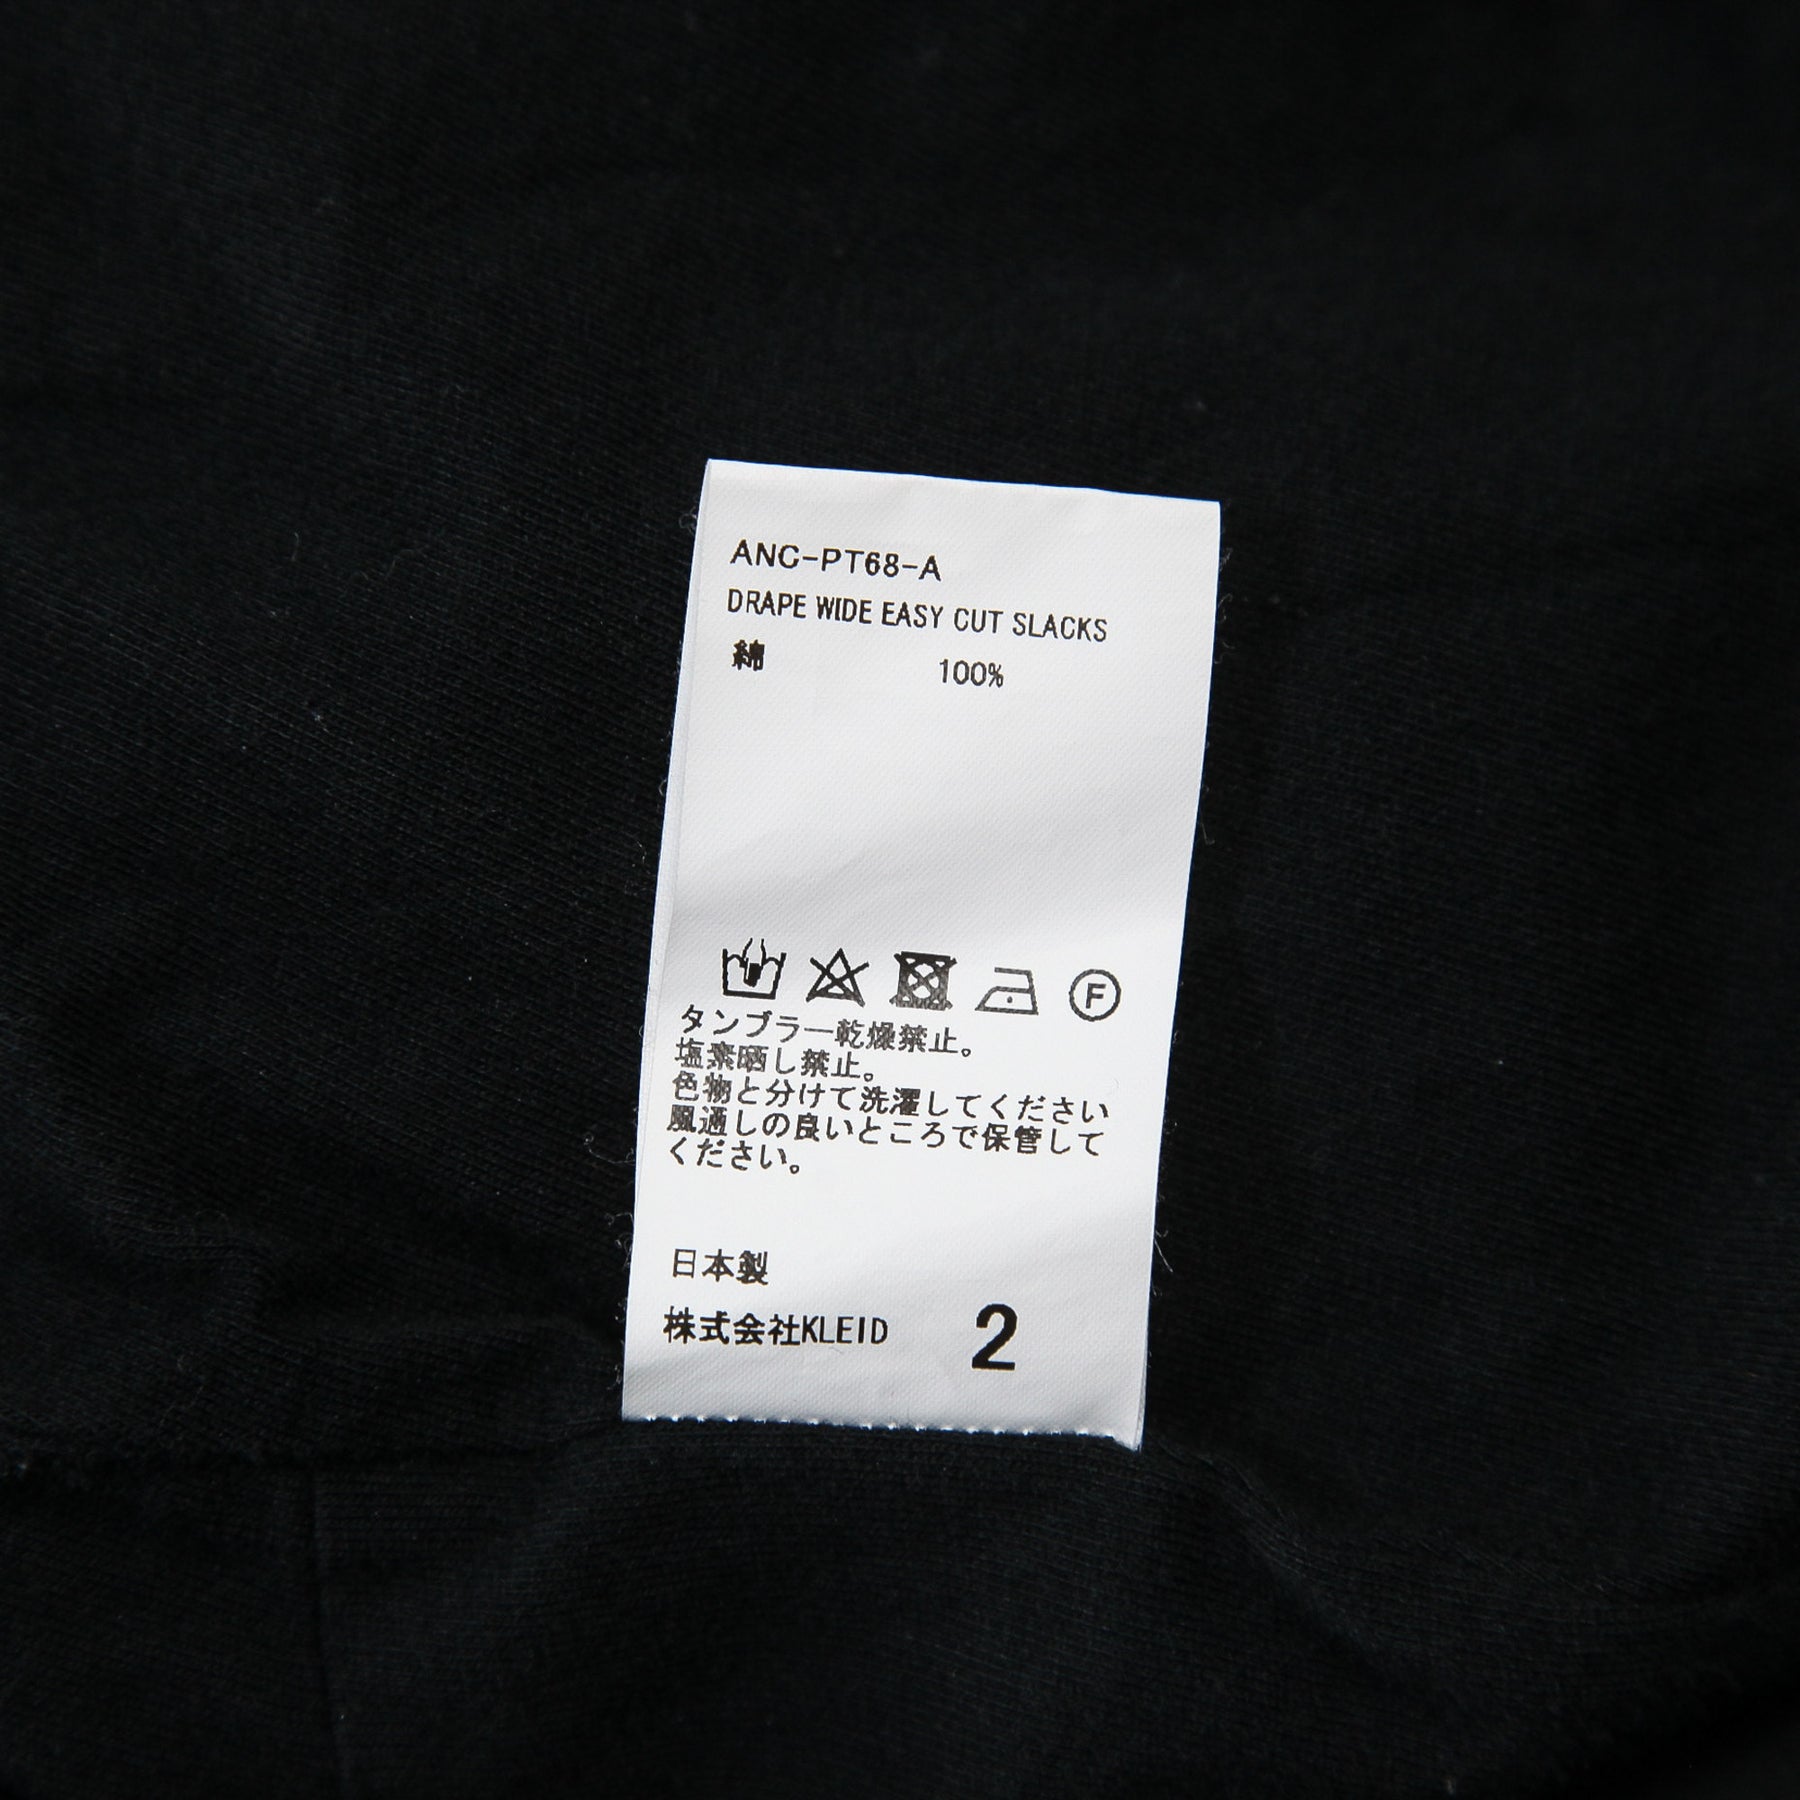 ANC-PT68-A
DRAPE WIDE EASY CUT SLACKS
綿 100%
F
タンブラー乾燥禁止。
塩素晒し禁止。
色物と分けて洗濯してください
風通しの良いところで保管して
ください。
日本製
株式会社KLEID 2